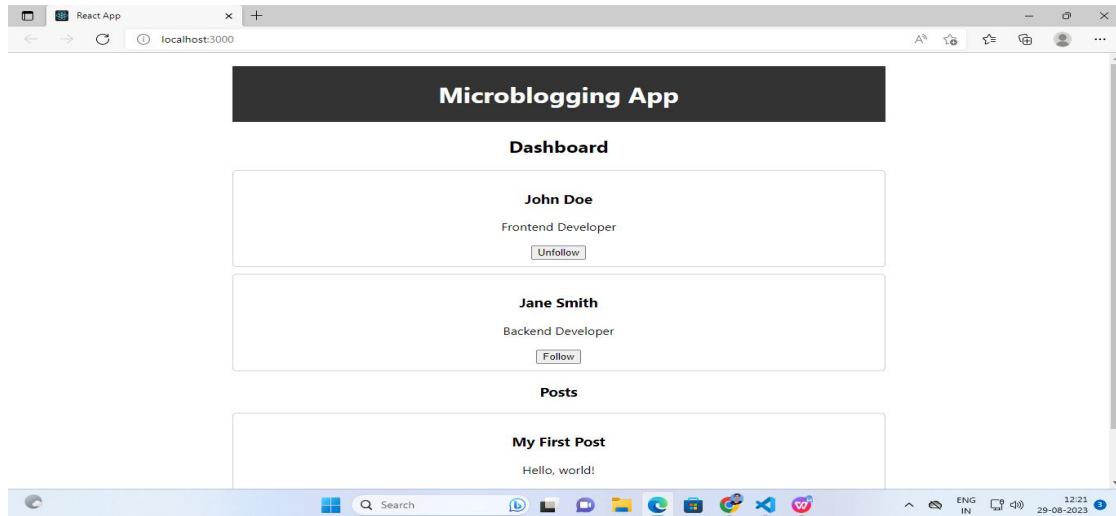 React App
localhost:3000
Microblogging App
Dashboard
John Doe
Frontend Developer
Unfollow
Jane Smith
Backend Developer
Follow
Posts
My First Post
Hello, world!
Search
ENG
IN
12:21
29-08-2023
3